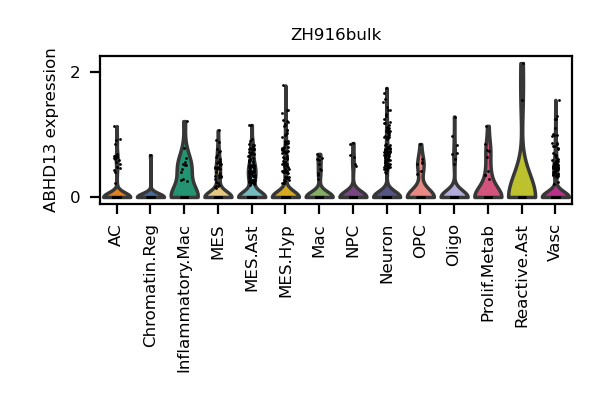 ZH916bulk
ABHD13 expression
2
0
AC
Chromatin.Reg
Inflammatory.Mac
MES
MES.Ast
MES.Hyp
Mac
NPC
Neuron
OPC
Oligo
Prolif.Metab
Reactive.Ast
Vasc